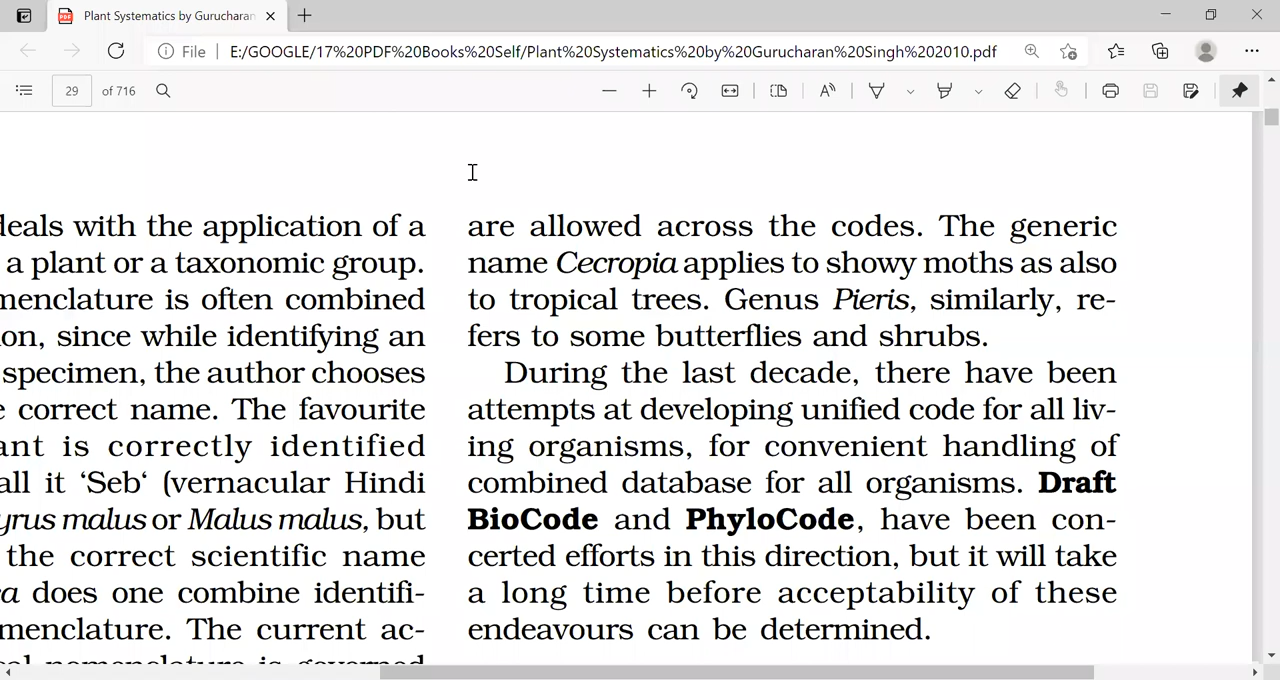 Plant Systematics by Gurucharan
File E:/GOOGLE/17%20PDF%20Books%20Self/Plant%20Systematics%20by%20Gurucharan%20Singh%202010.pdf
29 of 716
deals with the application of a
a plant or a taxonomic group.
menclature is often combined
on, since while identifying an
specimen, the author chooses
e correct name. The favourite
ant is correctly identified
all it ‘Seb‘ (vernacular Hindi
yrus malus or Malus malus, but
the correct scientific name
a does one combine identifi-
menclature. The current ac-
cal nomenclature is governed
are allowed across the codes. The generic
name Cecropia applies to showy moths as also
to tropical trees. Genus Pieris, similarly, re-
fers to some butterflies and shrubs.
During the last decade, there have been
attempts at developing unified code for all liv-
ing organisms, for convenient handling of
combined database for all organisms. Draft
BioCode and PhyloCode, have been con-
certed efforts in this direction, but it will take
a long time before acceptability of these
endeavours can be determined.